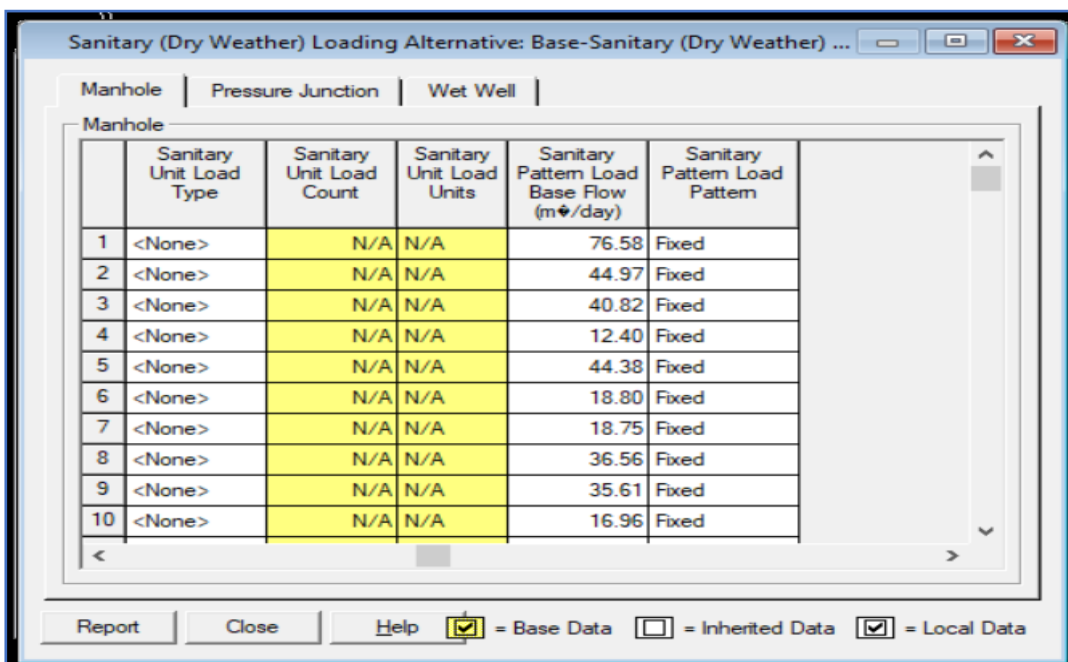 Sanitary (Dry Weather) Loading Alternative: Base-Sanitary (Dry Weather) ...
Manhole Pressure Junction Wet Well
Manhole
Sanitary Unit Load Type Sanitary Unit Load Count Sanitary Unit Load Units Sanitary Pattern Load Base Flow (m�/day) Sanitary Pattern Load Pattern
1 <None> N/A N/A 76.58 Fixed
2 <None> N/A N/A 44.97 Fixed
3 <None> N/A N/A 40.82 Fixed
4 <None> N/A N/A 12.40 Fixed
5 <None> N/A N/A 44.38 Fixed
6 <None> N/A N/A 18.80 Fixed
7 <None> N/A N/A 18.75 Fixed
8 <None> N/A N/A 36.56 Fixed
9 <None> N/A N/A 35.61 Fixed
10 <None> N/A N/A 16.96 Fixed
Report Close Help = Base Data = Inherited Data = Local Data